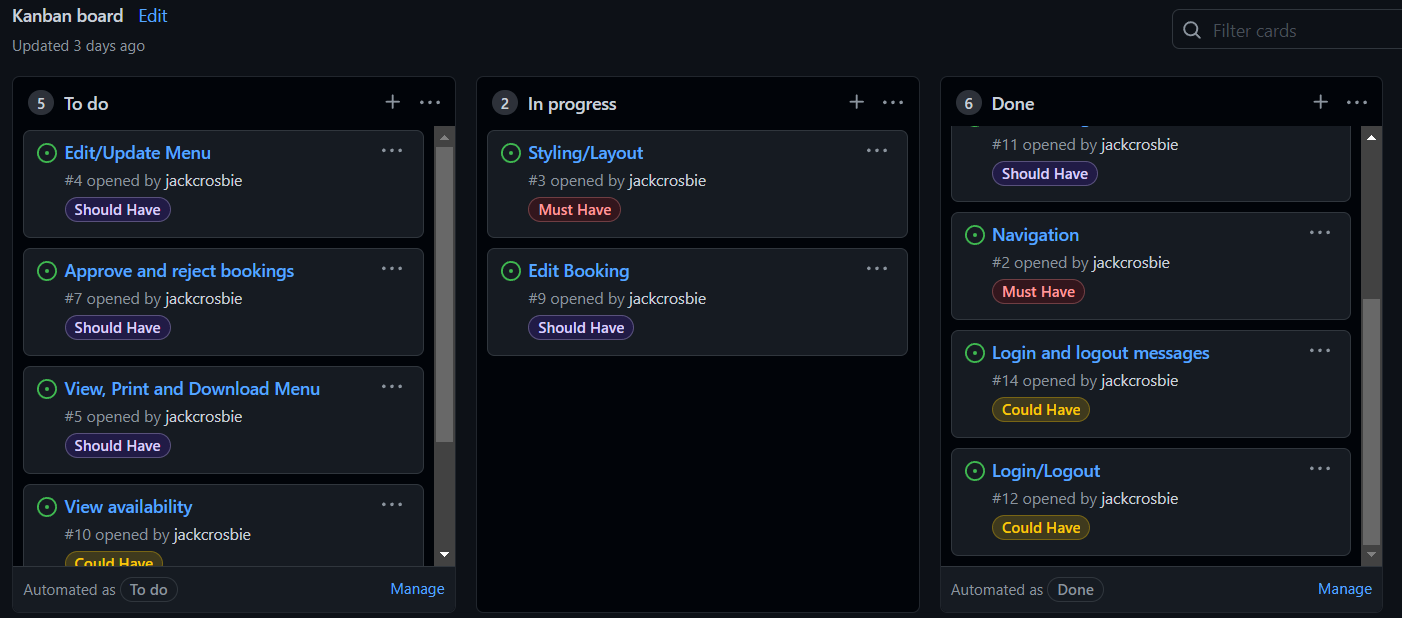 Kanban board Edit
Updated 3 days ago
Filter cards
5 To do
Edit/Update Menu
#4 opened by jackcrosbie
Should Have
Approve and reject bookings
#7 opened by jackcrosbie
Should Have
View, Print and Download Menu
#5 opened by jackcrosbie
Should Have
View availability
#10 opened by jackcrosbie
Could Have
Automated as To do Manage
2 In progress
Styling/Layout
#3 opened by jackcrosbie
Must Have
Edit Booking
#9 opened by jackcrosbie
Should Have
6 Done
#11 opened by jackcrosbie
Should Have
Navigation
#2 opened by jackcrosbie
Must Have
Login and logout messages
#14 opened by jackcrosbie
Could Have
Login/Logout
#12 opened by jackcrosbie
Could Have
Automated as Done Manage